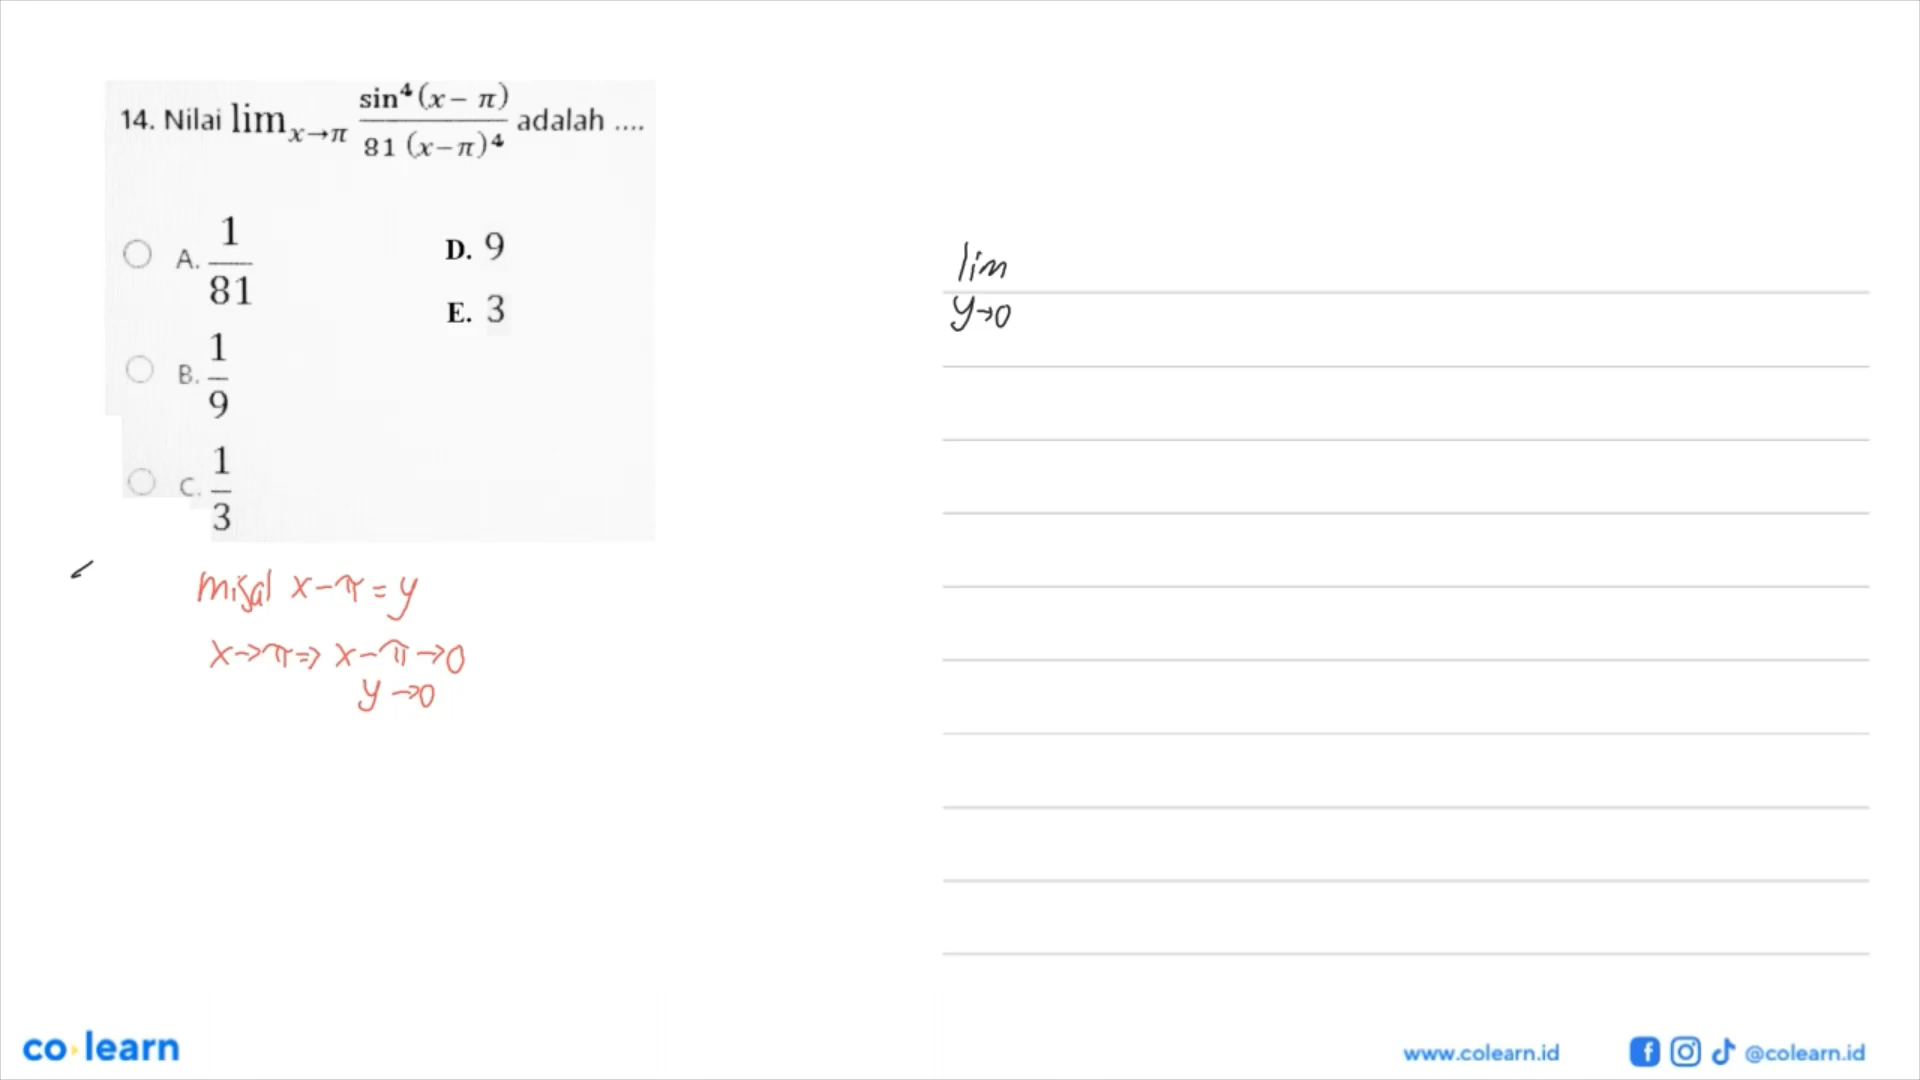 14. Nilai lim x→π sin⁴(x − π) / 81 (x−π)⁴ adalah ....
A. 1/81
B. 1/9
C. 1/3
D. 9
E. 3
misal x − π = y
x → π ⇒ x − π → 0
y → 0
lim
y→0
co learn
www.colearn.id
@colearn.id